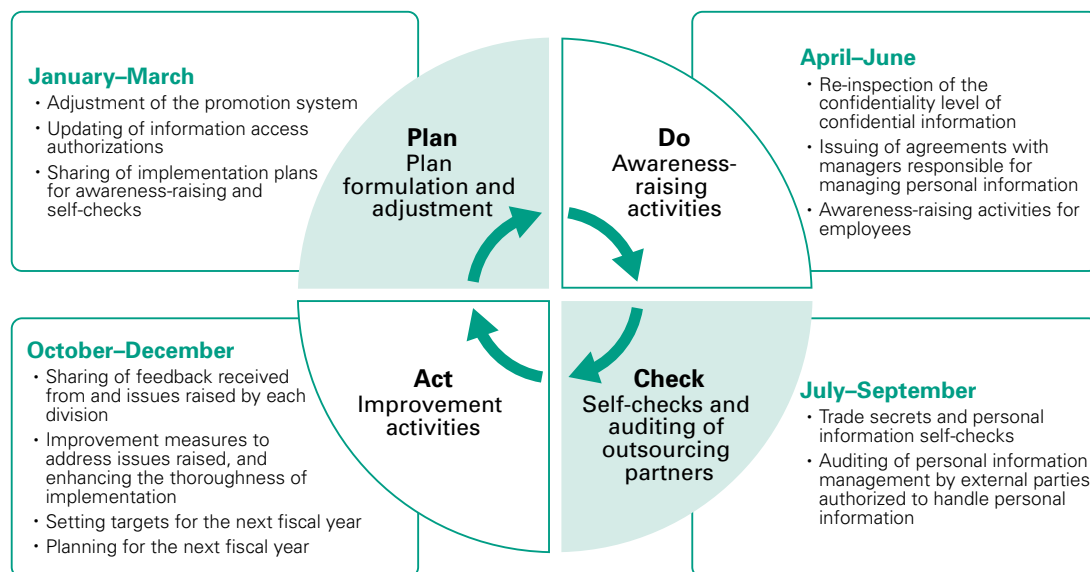 January–March
・Adjustment of the promotion system
・Updating of information access
authorizations
・Sharing of implementation plans
for awareness-raising and
self-checks
Plan
Plan
formulation and
adjustment
Do
Awareness-
raising
activities
April–June
・Re-inspection of the
confidentiality level of
confidential information
・Issuing of agreements with
managers responsible for
managing personal information
・Awareness-raising activities for
employees
October–December
・Sharing of feedback received
from and issues raised by each
division
・Improvement measures to
address issues raised, and
enhancing the thoroughness of
implementation
・Setting targets for the next fiscal year
・Planning for the next fiscal year
Act
Improvement
activities
Check
Self-checks and
auditing of
outsourcing
partners
July–September
・Trade secrets and personal
information self-checks
・Auditing of personal information
management by external parties
authorized to handle personal
information